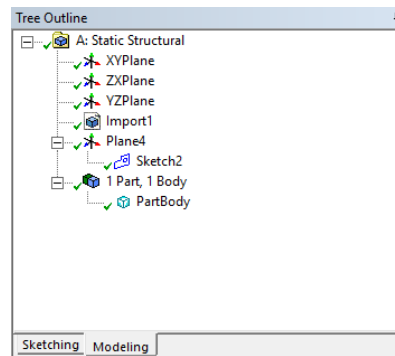 Tree Outline
A: Static Structural
XYPlane
ZXPlane
YZPlane
Import1
Plane4
Sketch2
1 Part, 1 Body
PartBody
Sketching Modeling